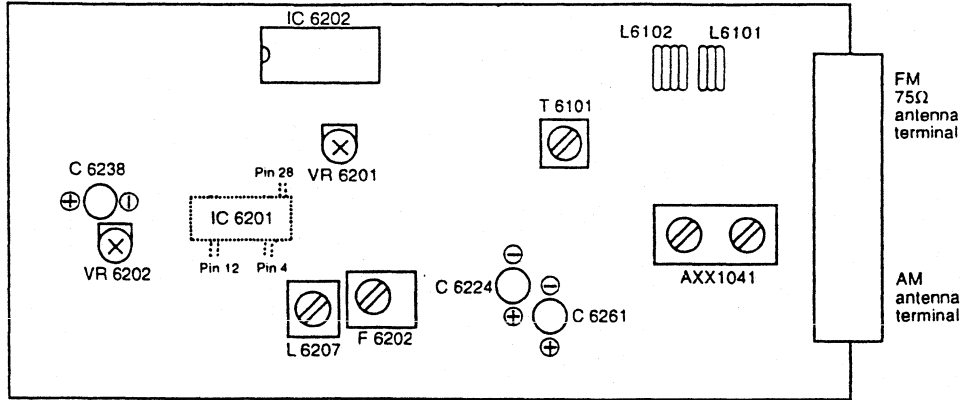 IC 6202
L6102 L6101
FM
75Ω
antenna
terminal
T 6101
VR 6201
C 6238
Pin 28
IC 6201
VR 6202
Pin 12 Pin 4
AXX1041
C 6224
C 6261
AM
antenna
terminal
L 6207
F 6202